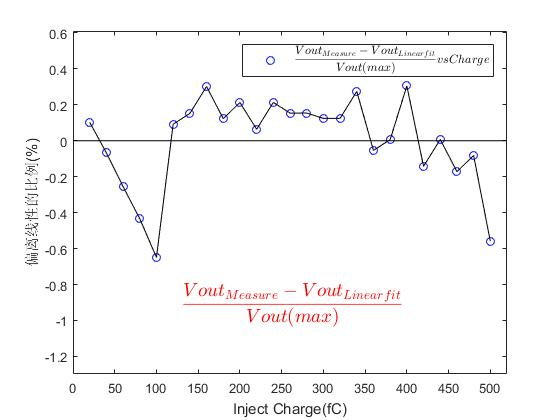 0.6
0.4
0.2
0
-0.2
-0.4
-0.6
-0.8
-1
-1.2
偏离线性的比例(%)
Vout_Measure − Vout_Linearfit
Vout(max)
vsCharge
Vout_Measure − Vout_Linearfit
Vout(max)
0 50 100 150 200 250 300 350 400 450 500
Inject Charge(fC)